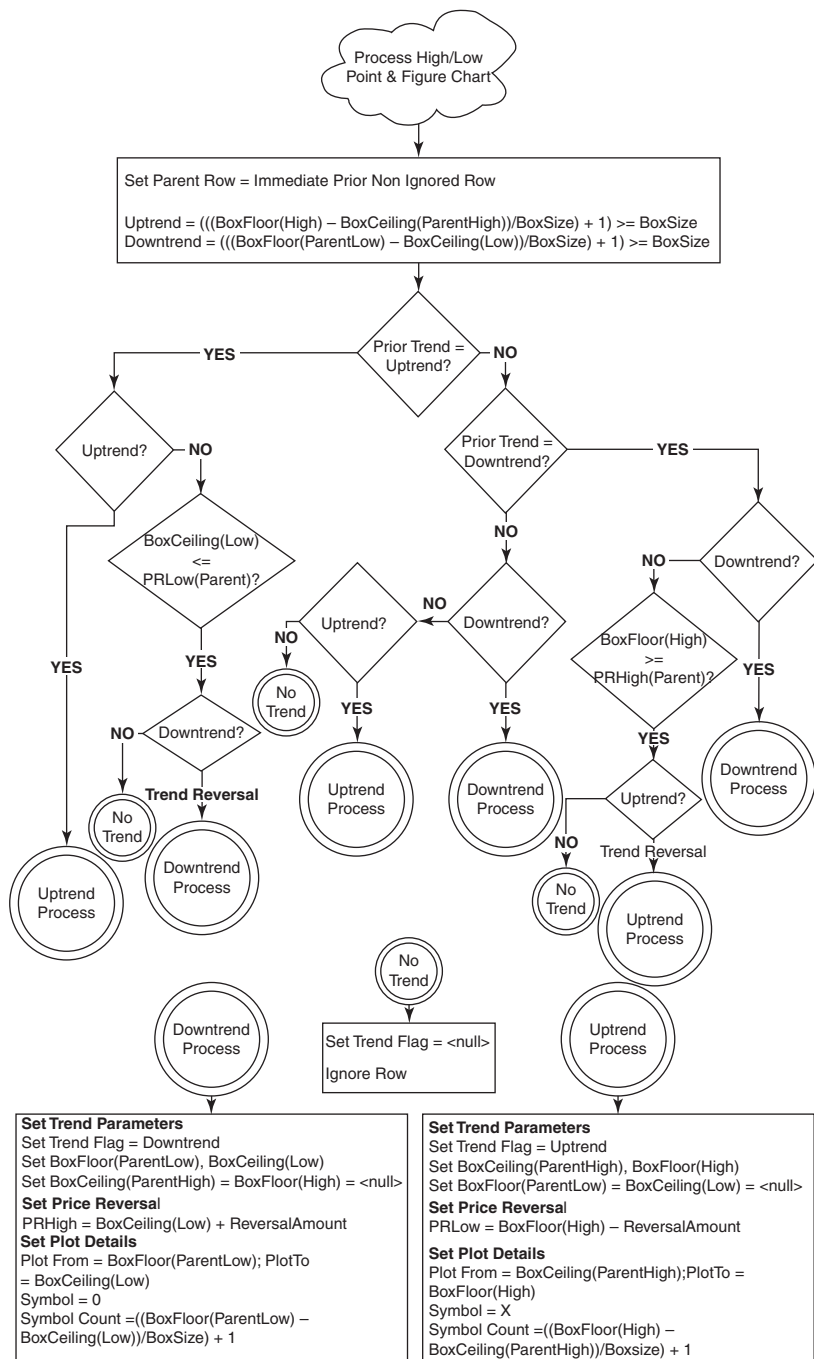 Process High/Low
Point & Figure Chart
Set Parent Row = Immediate Prior Non Ignored Row
Uptrend = (((BoxFloor(High) – BoxCeiling(ParentHigh))/BoxSize) + 1) >= BoxSize
Downtrend = (((BoxFloor(ParentLow) – BoxCeiling(Low))/BoxSize) + 1) >= BoxSize
Prior Trend =
Uptrend?
YES
NO
Uptrend?
NO
Prior Trend =
Downtrend?
YES
BoxCeiling(Low)
<=
PRLow(Parent)?
NO
Downtrend?
NO
YES
YES
Uptrend?
NO
Downtrend?
NO
BoxFloor(High)
>=
PRHigh(Parent)?
YES
YES
NO
Downtrend?
No
Trend
YES
YES
YES
Uptrend
Process
Downtrend
Process
Downtrend
Process
Trend Reversal
No
Trend
Downtrend
Process
Uptrend
Process
Uptrend?
NO
Trend Reversal
No
Trend
Uptrend
Process
No
Trend
Set Trend Flag = <null>
Ignore Row
Downtrend
Process
Set Trend Parameters
Set Trend Flag = Downtrend
Set BoxFloor(ParentLow), BoxCeiling(Low)
Set BoxCeiling(ParentHigh) = BoxFloor(High) = <null>
Set Price Reversal
PRHigh = BoxCeiling(Low) + ReversalAmount
Set Plot Details
Plot From = BoxFloor(ParentLow); PlotTo
= BoxCeiling(Low)
Symbol = 0
Symbol Count =((BoxFloor(ParentLow) –
BoxCeiling(Low))/BoxSize) + 1
Uptrend
Process
Set Trend Parameters
Set Trend Flag = Uptrend
Set BoxCeiling(ParentHigh), BoxFloor(High)
Set BoxFloor(ParentLow) = BoxCeiling(Low) = <null>
Set Price Reversal
PRLow = BoxFloor(High) – ReversalAmount
Set Plot Details
Plot From = BoxCeiling(ParentHigh);PlotTo =
BoxFloor(High)
Symbol = X
Symbol Count =((BoxFloor(High) –
BoxCeiling(ParentHigh))/Boxsize) + 1